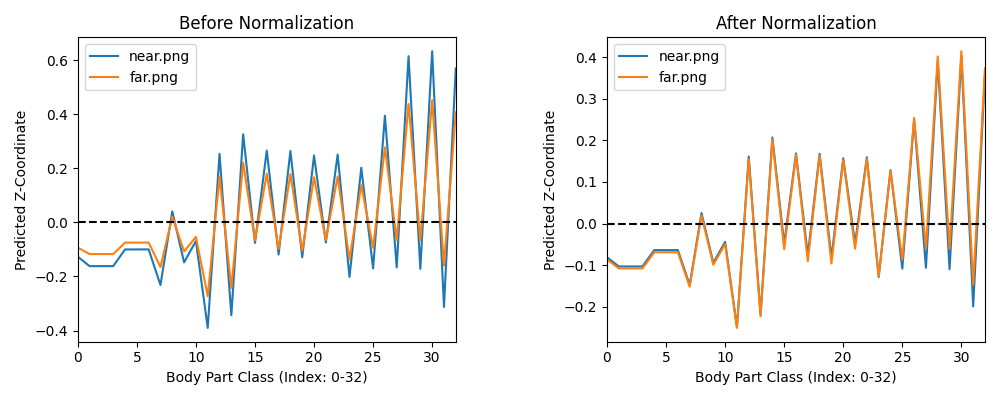 Before Normalization
near.png
far.png
Predicted Z-Coordinate
0.6
0.4
0.2
0.0
−0.2
−0.4
0 5 10 15 20 25 30
Body Part Class (Index: 0-32)
After Normalization
near.png
far.png
Predicted Z-Coordinate
0.4
0.3
0.2
0.1
0.0
−0.1
−0.2
0 5 10 15 20 25 30
Body Part Class (Index: 0-32)